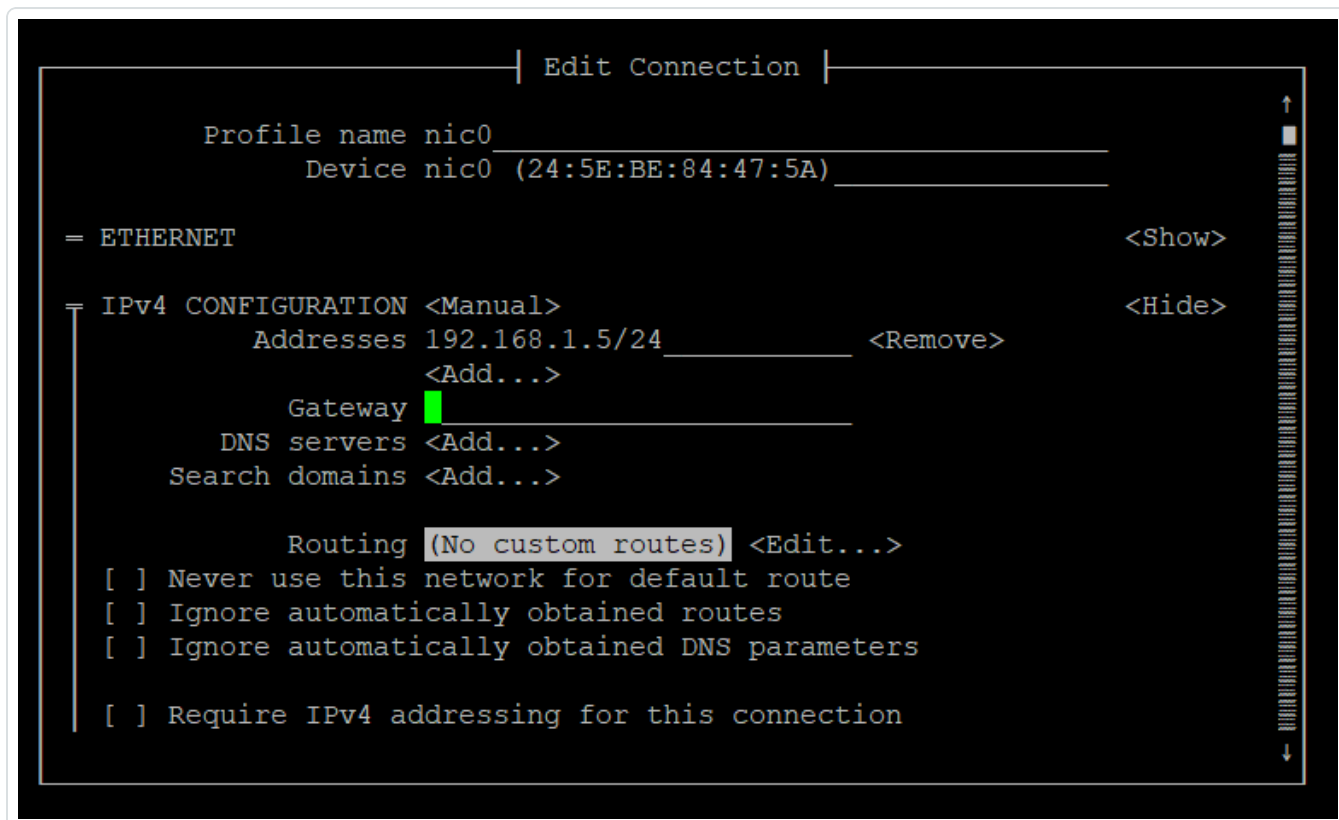 Edit Connection
Profile name nic0
Device nic0 (24:5E:BE:84:47:5A)
= ETHERNET <Show>
IPv4 CONFIGURATION <Manual> <Hide>
Addresses 192.168.1.5/24 <Remove>
<Add...>
Gateway
DNS servers <Add...>
Search domains <Add...>
Routing (No custom routes) <Edit...>
[ ] Never use this network for default route
[ ] Ignore automatically obtained routes
[ ] Ignore automatically obtained DNS parameters
[ ] Require IPv4 addressing for this connection